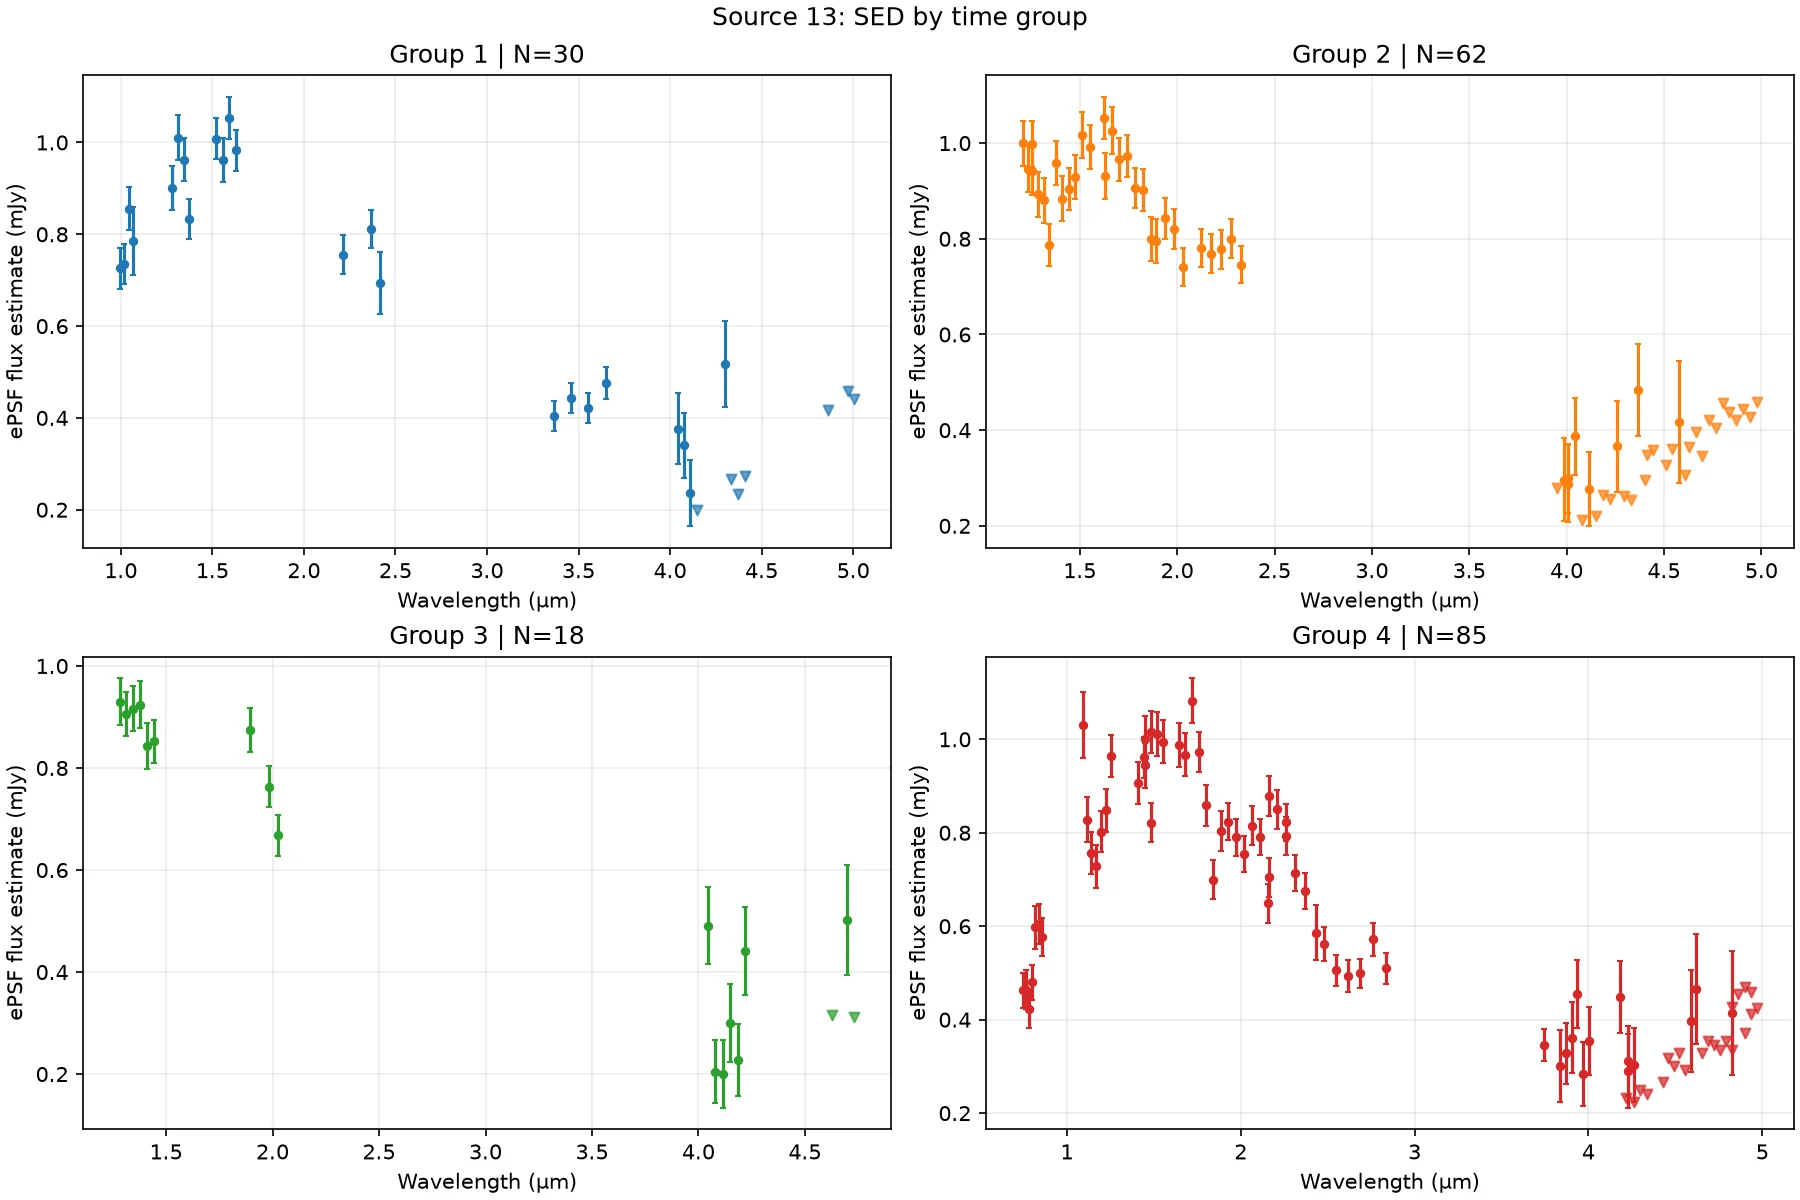 Source 13: SED by time group
Group 1 | N=30
ePSF flux estimate (mJy)
1.0
0.8
0.6
0.4
0.2
1.0 1.5 2.0 2.5 3.0 3.5 4.0 4.5 5.0
Wavelength (µm)
Group 2 | N=62
ePSF flux estimate (mJy)
1.0
0.8
0.6
0.4
0.2
1.5 2.0 2.5 3.0 3.5 4.0 4.5 5.0
Wavelength (µm)
Group 3 | N=18
ePSF flux estimate (mJy)
1.0
0.8
0.6
0.4
0.2
1.5 2.0 2.5 3.0 3.5 4.0 4.5
Wavelength (µm)
Group 4 | N=85
ePSF flux estimate (mJy)
1.0
0.8
0.6
0.4
0.2
1 2 3 4 5
Wavelength (µm)